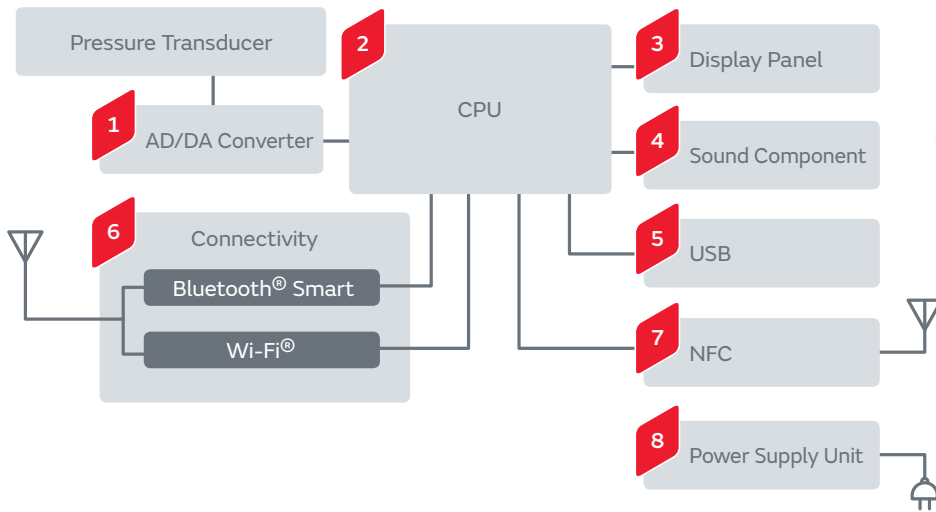 Pressure Transducer
1
AD/DA Converter
2
CPU
3
Display Panel
4
Sound Component
5
USB
6
Connectivity
Bluetooth® Smart
Wi-Fi®
7
NFC
8
Power Supply Unit